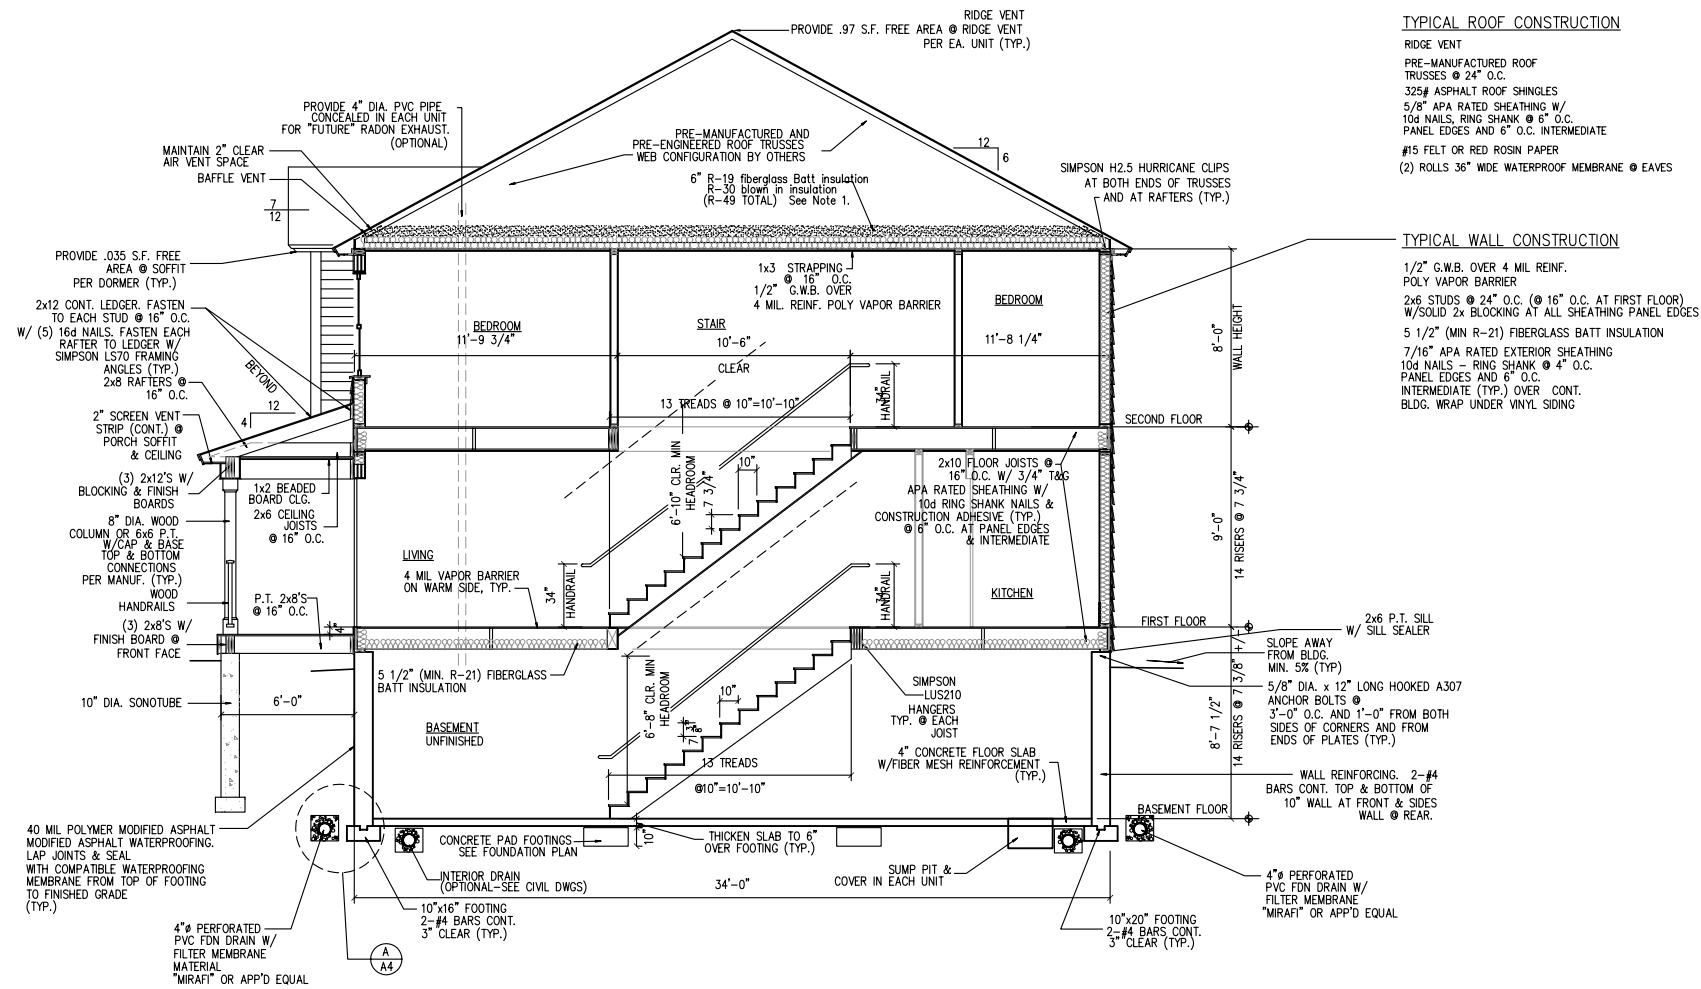 RIDGE VENT
PROVIDE .97 S.F. FREE AREA @ RIDGE VENT
PER EA. UNIT (TYP.)
TYPICAL ROOF CONSTRUCTION
RIDGE VENT
PRE-MANUFACTURED ROOF
TRUSSES @ 24" O.C.
325# ASPHALT ROOF SHINGLES
5/8" APA RATED SHEATHING W/
10d NAILS, RING SHANK @ 6" O.C.
PANEL EDGES AND 6" O.C. INTERMEDIATE
#15 FELT OR RED ROSIN PAPER
(2) ROLLS 36" WIDE WATERPROOF MEMBRANE @ EAVES
PROVIDE 4" DIA. PVC PIPE
CONCEALED IN EACH UNIT
FOR "FUTURE" RADON EXHAUST.
(OPTIONAL)
MAINTAIN 2" CLEAR
AIR VENT SPACE
BAFFLE VENT
PRE-MANUFACTURED AND
PRE-ENGINEERED ROOF TRUSSES
WEB CONFIGURATION BY OTHERS
6" R-19 fiberglass Batt insulation
R-30 blown in insulation
(R-49 TOTAL) See Note 1.
12
6
SIMPSON H2.5 HURRICANE CLIPS
AT BOTH ENDS OF TRUSSES
AND AT RAFTERS (TYP.)
7
12
TYPICAL WALL CONSTRUCTION
1/2" G.W.B. OVER 4 MIL REINF.
POLY VAPOR BARRIER
2x6 STUDS @ 24" O.C. (@ 16" O.C. AT FIRST FLOOR)
W/SOLID 2x BLOCKING AT ALL SHEATHING PANEL EDGES
5 1/2" (MIN R-21) FIBERGLASS BATT INSULATION
7/16" APA RATED EXTERIOR SHEATHING
10d NAILS - RING SHANK @ 4" O.C.
PANEL EDGES AND 6" O.C.
INTERMEDIATE (TYP.) OVER CONT.
BLDG. WRAP UNDER VINYL SIDING
PROVIDE .035 S.F. FREE
AREA @ SOFFIT
PER DORMER (TYP.)
2x12 CONT. LEDGER. FASTEN
TO EACH STUD @ 16" O.C.
W/ (5) 16d NAILS. FASTEN EACH
RAFTER TO LEDGER W/
SIMPSON LS70 FRAMING
ANGLES (TYP.)
2x8 RAFTERS @
16" O.C.
2" SCREEN VENT
STRIP (CONT.) @
PORCH SOFFIT
& CEILING
(3) 2x12'S W/
BLOCKING & FINISH
BOARDS
8" DIA. WOOD
COLUMN OR 6x6 P.T.
W/CAP & BASE
TOP & BOTTOM
CONNECTIONS
PER MANUF. (TYP.)
WOOD
HANDRAILS
(3) 2x8'S W/
FINISH BOARD @
FRONT FACE
10" DIA. SONOTUBE
BEYOND
12
4
1x2 BEADED
BOARD CLG.
2x6 CEILING
JOISTS
@ 16" O.C.
P.T. 2x8'S
@ 16" O.C.
4"
6'-0"
1x3 STRAPPING
@ 16" O.C.
1/2" G.W.B. OVER
4 MIL. REINF. POLY VAPOR BARRIER
BEDROOM
11'-9 3/4"
STAIR
10'-6"
CLEAR
BEDROOM
11'-8 1/4"
8'-0"
WALL HEIGHT
13 TREADS @ 10"=10'-10"
34"
HANDRAIL
SECOND FLOOR
6'-10" CLR. MIN
HEADROOM
7 3/4"
10"
2x10 FLOOR JOISTS @
16" O.C. W/ 3/4" T&G
APA RATED SHEATHING W/
10d RING SHANK NAILS &
CONSTRUCTION ADHESIVE (TYP.)
@ 6" O.C. AT PANEL EDGES
& INTERMEDIATE
9'-0"
14 RISERS @ 7 3/4"
LIVING
4 MIL VAPOR BARRIER
ON WARM SIDE, TYP.
34"
HANDRAIL
34"
HANDRAIL
KITCHEN
FIRST FLOOR
2x6 P.T. SILL
W/ SILL SEALER
SLOPE AWAY
FROM BLDG.
MIN. 5% (TYP)
5/8" DIA. x 12" LONG HOOKED A307
ANCHOR BOLTS @
3'-0" O.C. AND 1'-0" FROM BOTH
SIDES OF CORNERS AND FROM
ENDS OF PLATES (TYP.)
5 1/2" (MIN. R-21) FIBERGLASS
BATT INSULATION
6'-8" CLR. MIN
HEADROOM
10"
7 3/8"
SIMPSON
LUS210
HANGERS
TYP. @ EACH
JOIST
8'-7 1/2"
14 RISERS @ 7 3/8" +/-
BASEMENT
UNFINISHED
13 TREADS
@10"=10'-10"
4" CONCRETE FLOOR SLAB
W/FIBER MESH REINFORCEMENT
(TYP.)
WALL REINFORCING. 2-#4
BARS CONT. TOP & BOTTOM OF
10" WALL AT FRONT & SIDES
WALL @ REAR.
BASEMENT FLOOR
40 MIL POLYMER MODIFIED ASPHALT
MODIFIED ASPHALT WATERPROOFING.
LAP JOINTS & SEAL
WITH COMPATIBLE WATERPROOFING
MEMBRANE FROM TOP OF FOOTING
TO FINISHED GRADE
(TYP.)
CONCRETE PAD FOOTINGS
SEE FOUNDATION PLAN
10"
THICKEN SLAB TO 6"
OVER FOOTING (TYP.)
INTERIOR DRAIN
(OPTIONAL-SEE CIVIL DWGS)
SUMP PIT &
COVER IN EACH UNIT
34'-0"
4"ø PERFORATED
PVC FDN DRAIN W/
FILTER MEMBRANE
"MIRAFI" OR APP'D EQUAL
10"x16" FOOTING
2-#4 BARS CONT.
3" CLEAR (TYP.)
10"x20" FOOTING
2-#4 BARS CONT.
3" CLEAR (TYP.)
4"ø PERFORATED
PVC FDN DRAIN W/
FILTER MEMBRANE
MATERIAL
"MIRAFI" OR APP'D EQUAL
A
A4